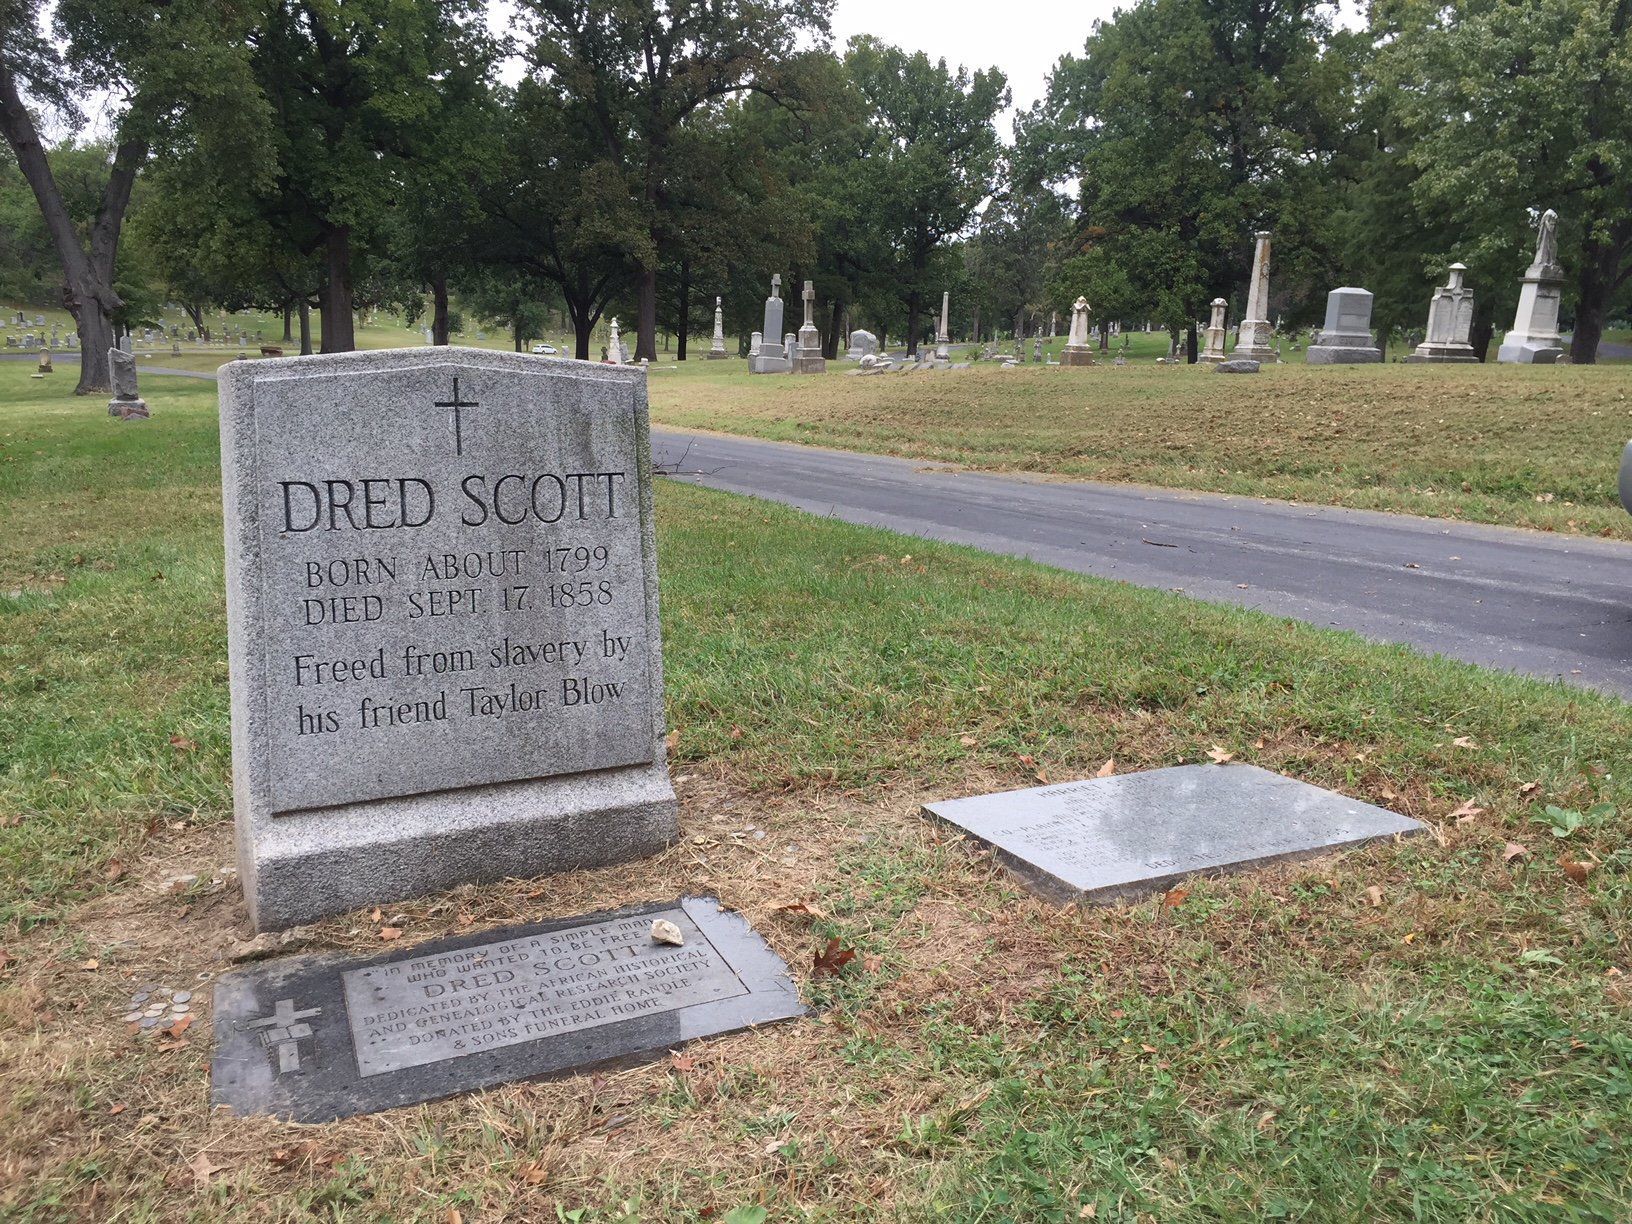 DRED SCOTT
BORN ABOUT 1799
DIED SEPT. 17, 1858
Freed from slavery by
his friend Taylor Blow
IN MEMORY OF A SIMPLE MAN
WHO WANTED TO BE FREE.
DRED SCOTT
DEDICATED BY THE AFRICAN HISTORICAL
AND GENEALOGICAL RESEARCH SOCIETY
DONATED BY THE EDDIE RANDLE
& SONS FUNERAL HOME